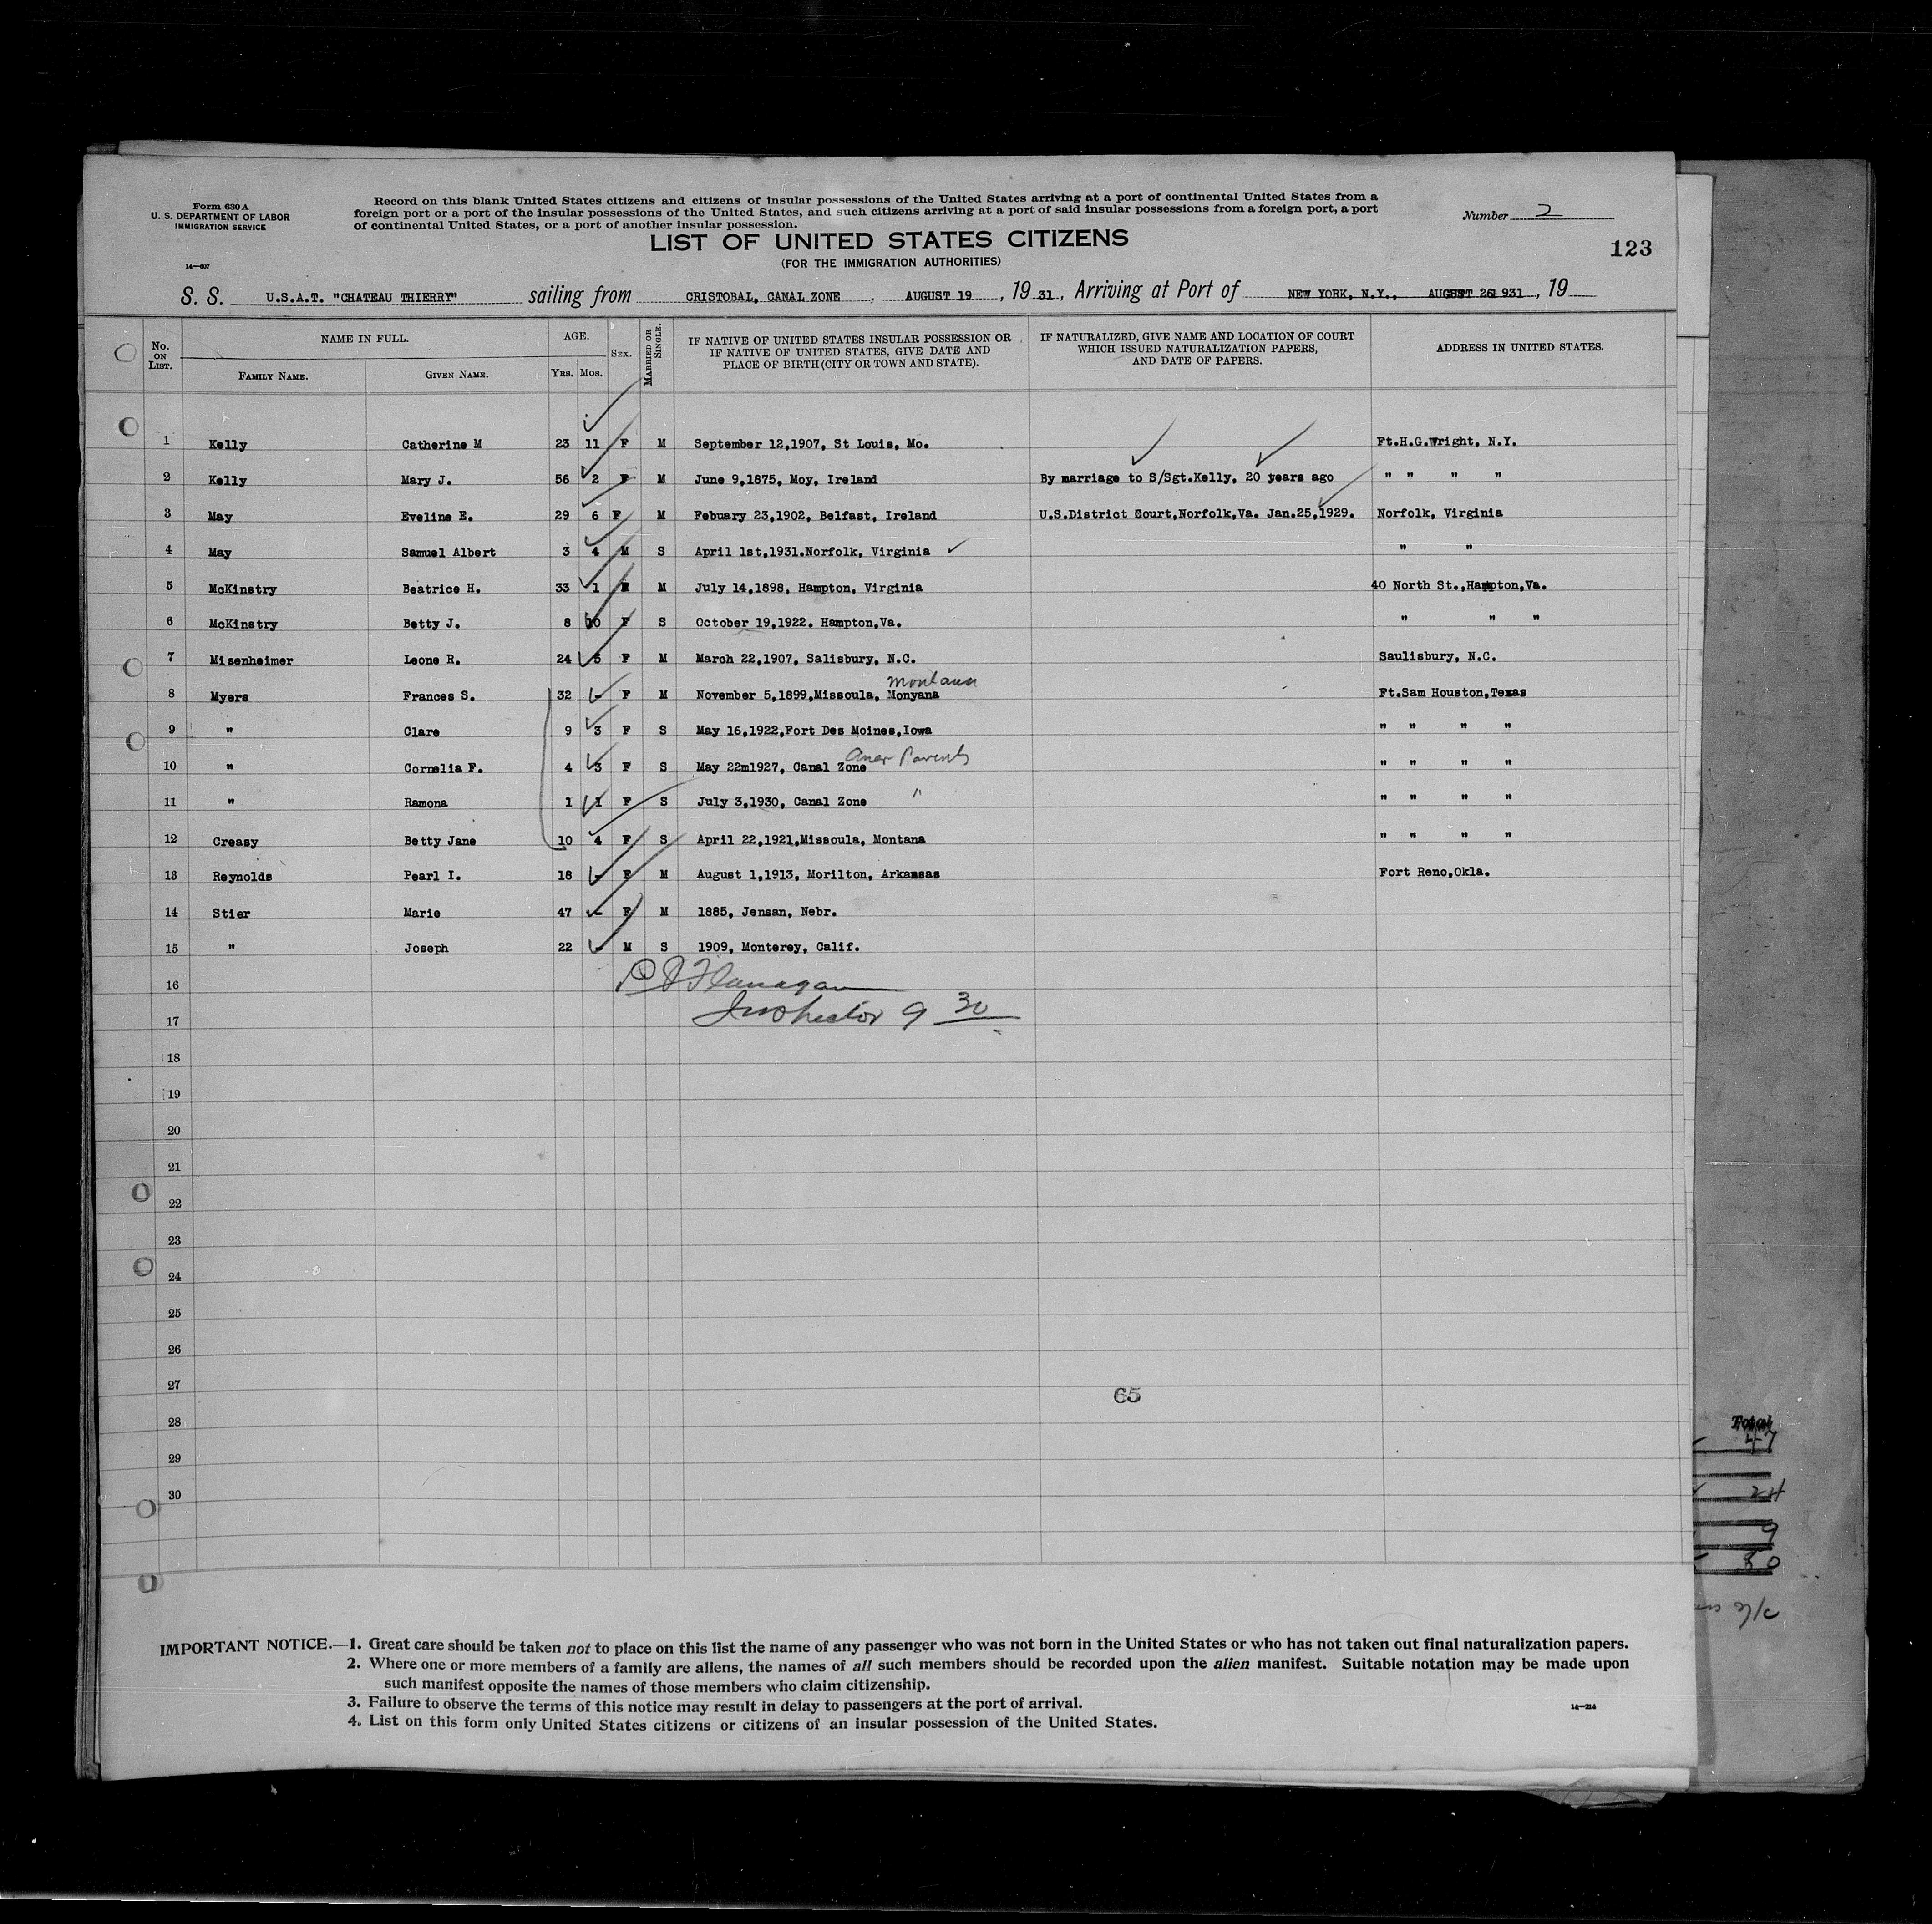 Form 630 A
U. S. DEPARTMENT OF LABOR
IMMIGRATION SERVICE
14—607
Record on this blank United States citizens and citizens of insular possessions of the United States arriving at a port of continental United States from a
foreign port or a port of the insular possessions of the United States, and such citizens arriving at a port of said insular possessions from a foreign port, a port
of continental United States, or a port of another insular possession.
Number 2
LIST OF UNITED STATES CITIZENS
(FOR THE IMMIGRATION AUTHORITIES)
123
S. S. U.S.A.T. "CHATEAU THIERRY" sailing from CRISTOBAL, CANAL ZONE, AUGUST 19, 1931, Arriving at Port of NEW YORK, N.Y., AUGUST 26 1931, 19
No. ON LIST. NAME IN FULL. FAMILY NAME. GIVEN NAME. AGE. YRS. MOS. SEX. MARRIED OR SINGLE. IF NATIVE OF UNITED STATES INSULAR POSSESSION OR IF NATIVE OF UNITED STATES, GIVE DATE AND PLACE OF BIRTH (CITY OR TOWN AND STATE). IF NATURALIZED, GIVE NAME AND LOCATION OF COURT WHICH ISSUED NATURALIZATION PAPERS, AND DATE OF PAPERS. ADDRESS IN UNITED STATES.
1 Kelly Catherine M 23 11 F M September 12,1907, St Louis, Mo. Ft.H.G.Wright, N.Y.
2 Kelly Mary J. 56 2 F M June 9,1875, Moy, Ireland By marriage to S/Sgt.Kelly, 20 years ago " " " "
3 May Eveline E. 29 6 F M Febuary 23,1902, Belfast, Ireland U.S.District Court,Norfolk,Va. Jan.25,1929. Norfolk, Virginia
4 May Samuel Albert 3 4 M S April 1st,1931.Norfolk, Virginia " "
5 McKinstry Beatrice H. 33 1 M July 14,1898, Hampton, Virginia 40 North St.,Hampton,Va.
6 McKinstry Betty J. 8 10 F S October 19,1922. Hampton,Va. " " "
7 Misenheimer Leone R. 24 5 F M March 22,1907, Salisbury, N.C. Saulisbury, N.C.
Montana
8 Myers Frances S. 32 - F M November 5,1899,Missoula, Monyana Ft.Sam Houston,Texas
9 " Clare 9 3 F S May 16,1922,Fort Des Moines,Iowa " " " "
Amer Parents
10 " Cornelia F. 4 3 F S May 22m1927, Canal Zone " " " "
11 " Ramona 1 1 F S July 3,1930, Canal Zone " " " " "
12 Creasy Betty Jane 10 4 F S April 22,1921,Missoula, Montana " " " "
13 Reynolds Pearl I. 18 - F M August 1,1913, Morilton, Arkansas Fort Reno,Okla.
14 Stier Marie 47 - F M 1885, Jensan, Nebr.
15 " Joseph 22 - M S 1909, Monterey, Calif.
16 Flanagan
17 Inspector 9 30
18
19
20
21
22
23
24
25
26
27
65
28
29
30
Total
47
24
9
80
IMPORTANT NOTICE.—1. Great care should be taken not to place on this list the name of any passenger who was not born in the United States or who has not taken out final naturalization papers.
2. Where one or more members of a family are aliens, the names of all such members should be recorded upon the alien manifest. Suitable notation may be made upon
such manifest opposite the names of those members who claim citizenship.
3. Failure to observe the terms of this notice may result in delay to passengers at the port of arrival.
4. List on this form only United States citizens or citizens of an insular possession of the United States.
14—214